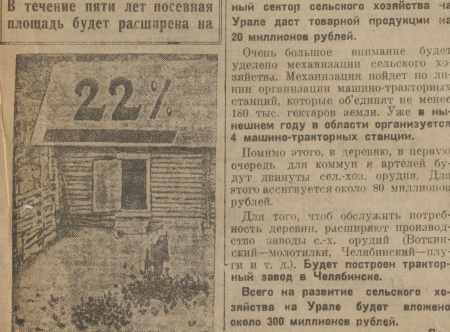 В течение пяти лет посевная
площадь будет расширена на
22%
ный сектор сельского хозяйства на
Урале даст товарной продукции на
20 миллионов рублей.
Очень большое внимание будет
уделено механизации сельского хо-
зяйства. Механизация пойдет по ли-
нии организации машинно-тракторных
станций, которые об'единят не менее
160 тыс. гектаров земли. Уже в ны-
нешнем году в области организуется
4 машинно-тракторных станции.
Помимо этого, в деревню, в первую
очередь для коммун и артелей бу-
дут двинуты сел.-хоз. орудия. Для
этого ассигнуется около 80 миллионов
рублей.
Для того, чтоб обслужить потреб-
ность деревни, расширяют производ-
ство заводы с.-х. орудий (Воткин-
ский—молотилки, Челябинский—плу-
ги и т. д.). Будет построен трактор-
ный завод в Челябинске.
Всего на развитие сельского хо-
зяйства на Урале будет вложено
около 300 миллионов рублей.